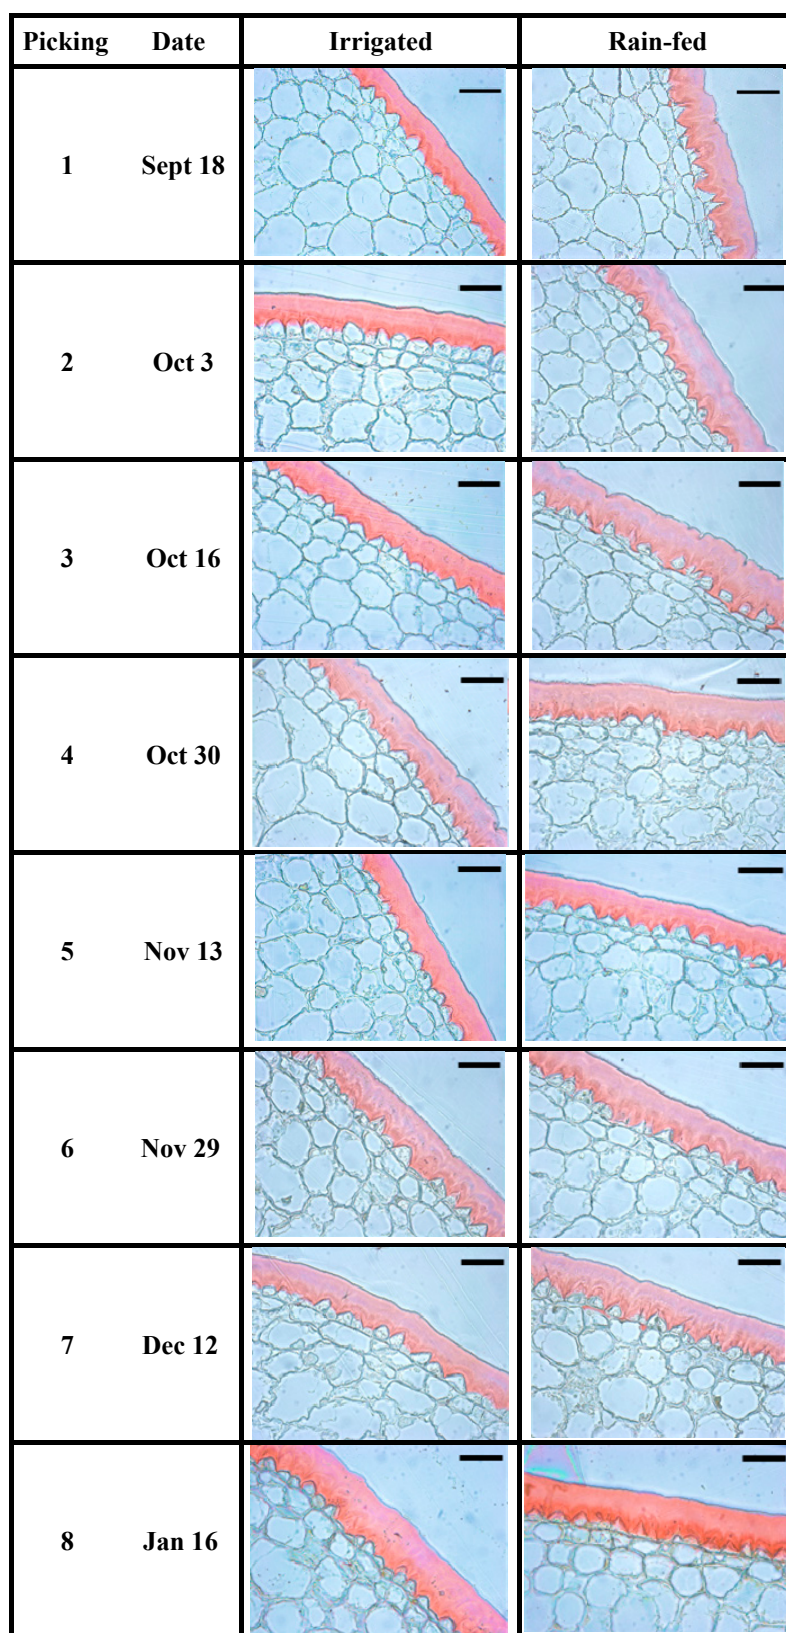 Picking Date Irrigated Rain-fed
1 Sept 18
2 Oct 3
3 Oct 16
4 Oct 30
5 Nov 13
6 Nov 29
7 Dec 12
8 Jan 16